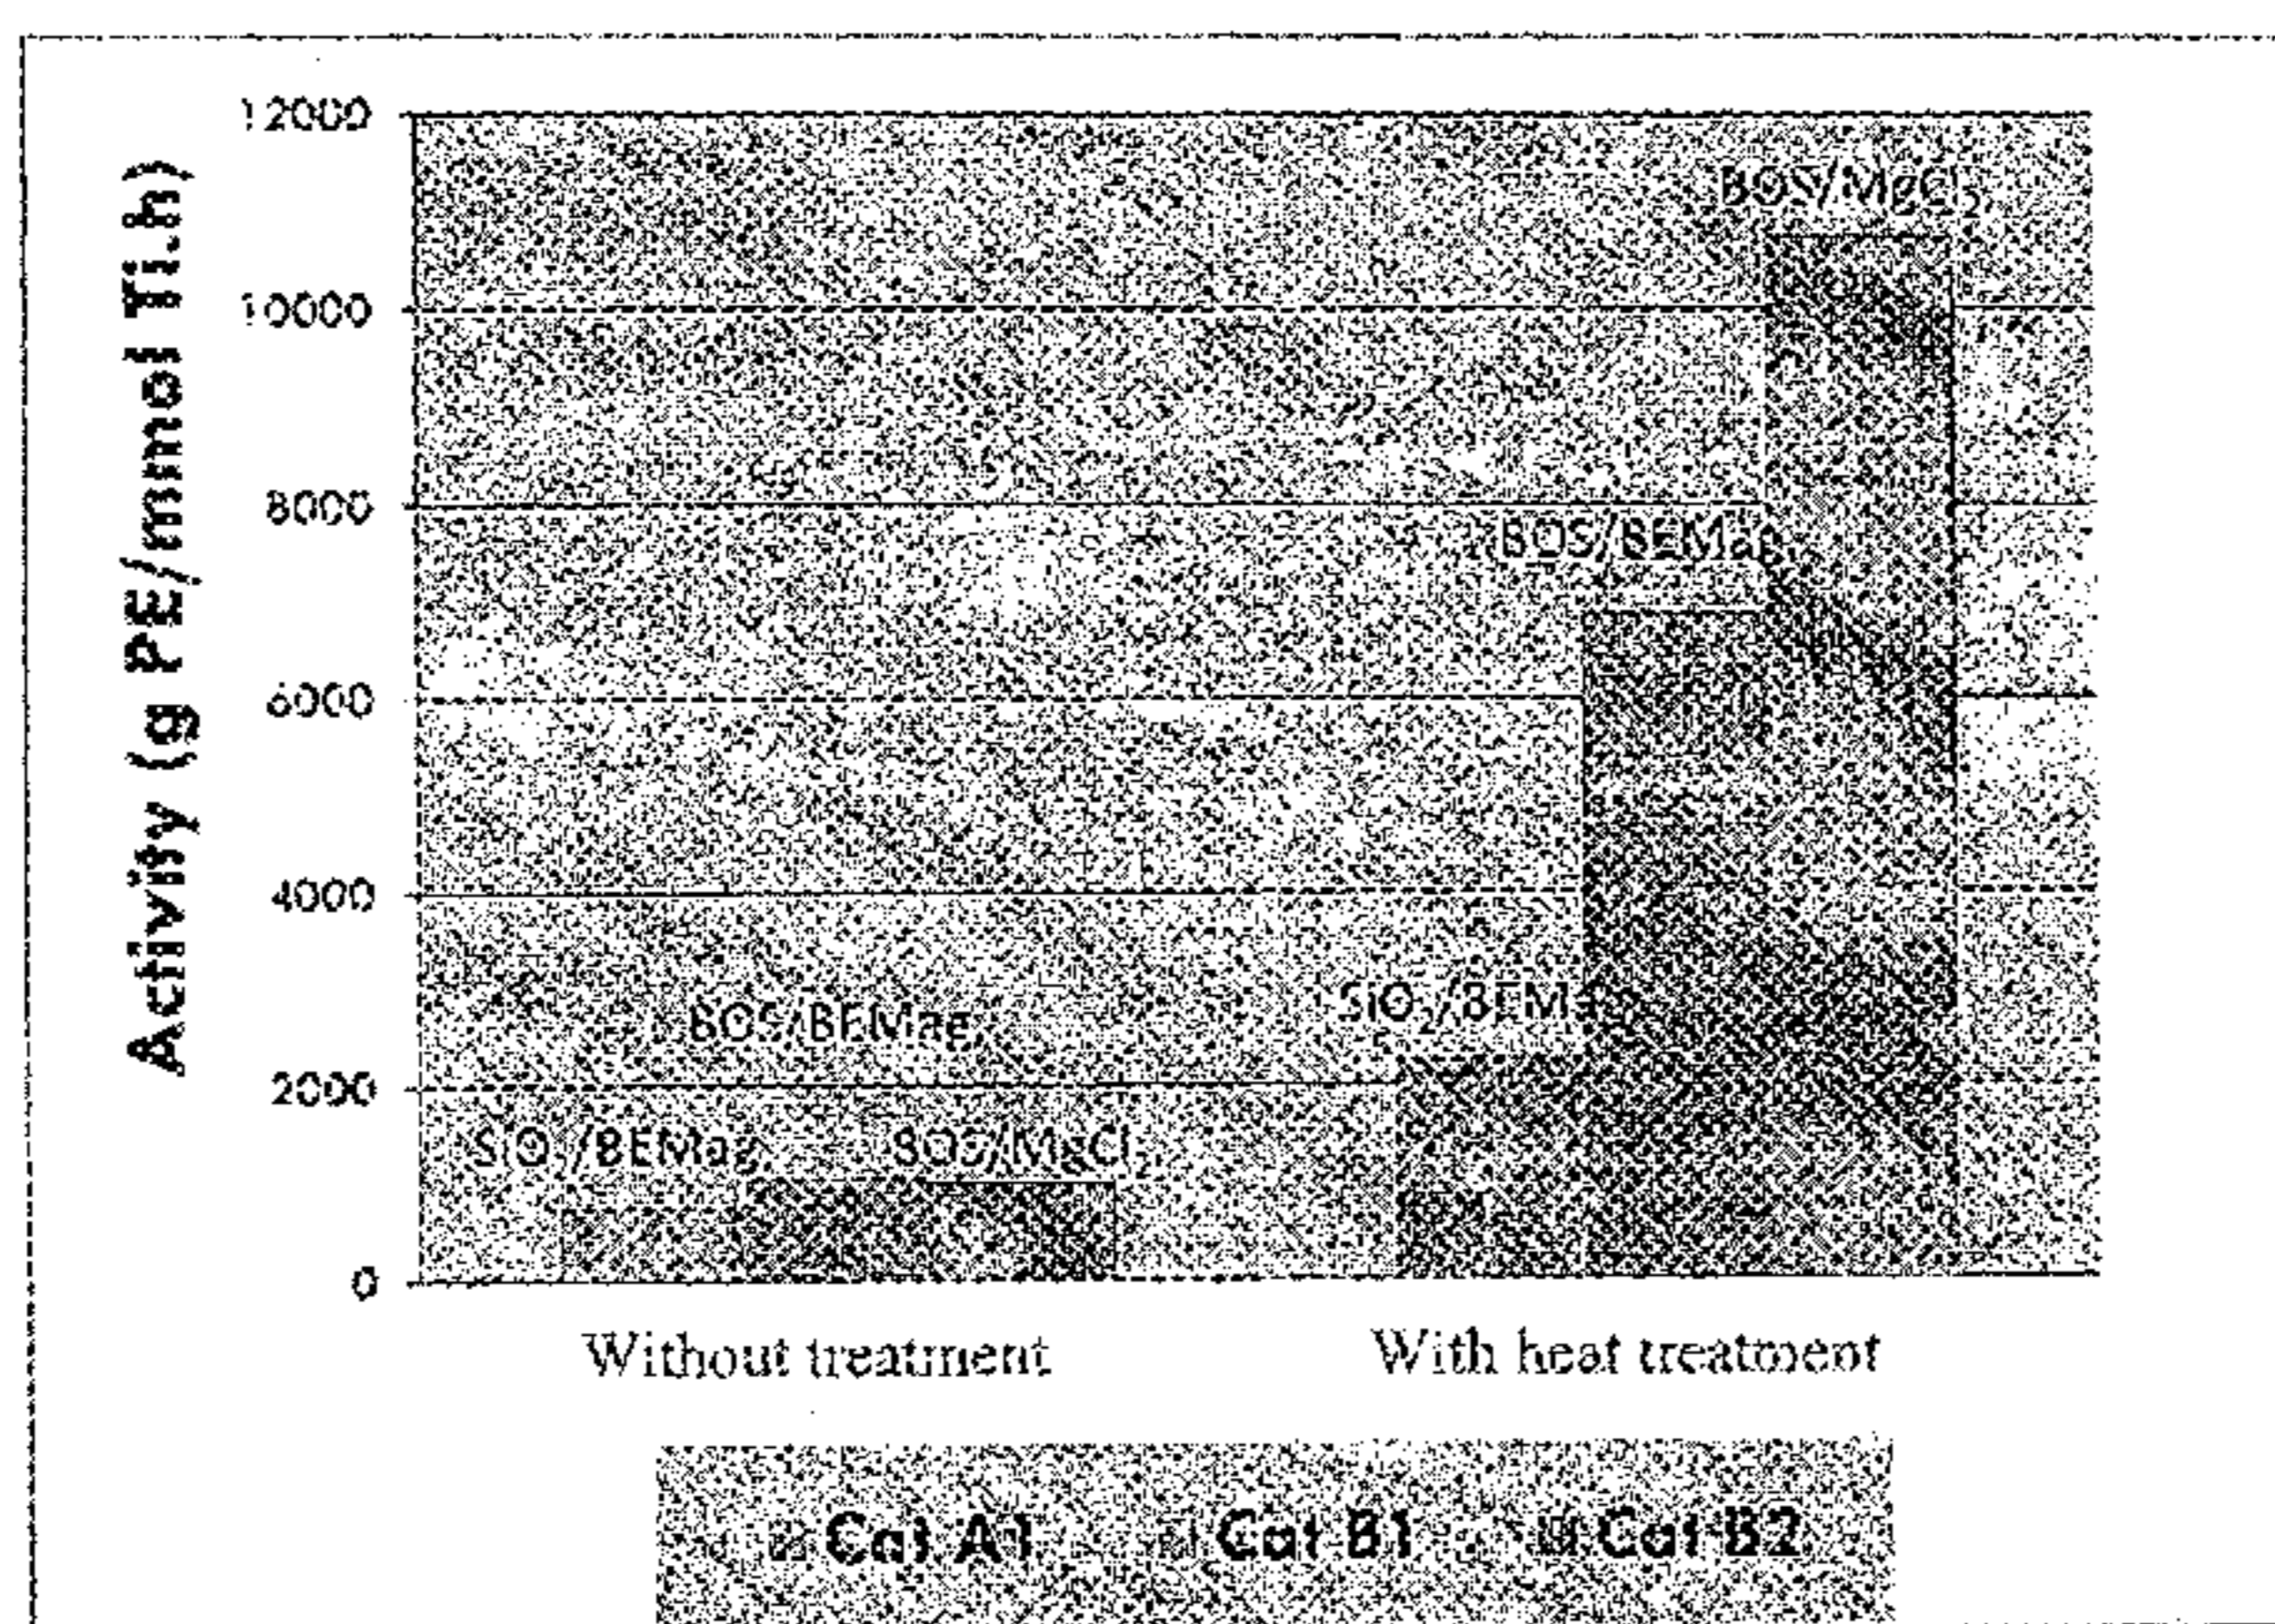 Activity (g PE/mmol Ti.h)
12000
10000
8000
6000
4000
2000
0
BOS/MgCl2
BOS/BEMag
SiO2/BEM
BOS/BEMag
SiO2/BEMag
BOS/MgCl2
Without treatment
With heat treatment
Cat A1
Cat B1
Cat B2